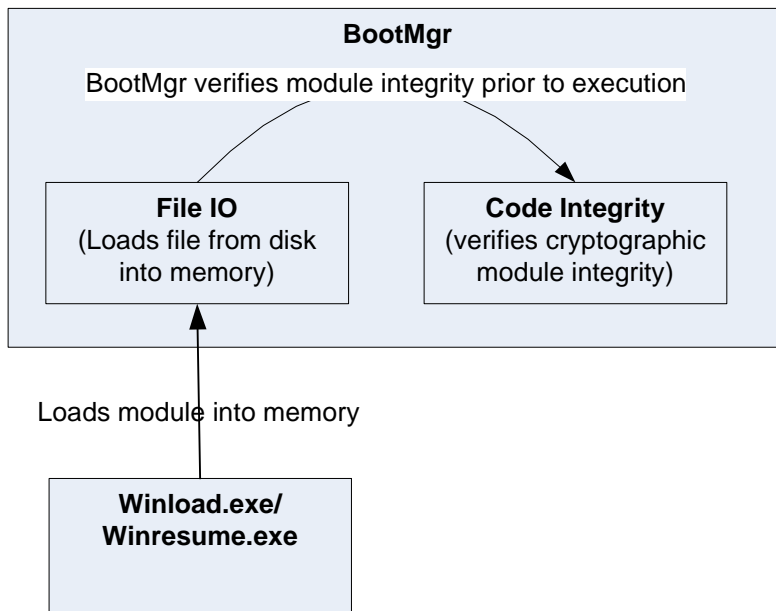 BootMgr
BootMgr verifies module integrity prior to execution
File IO
(Loads file from disk
into memory)
Code Integrity
(verifies cryptographic
module integrity)
Loads module into memory
Winload.exe/
Winresume.exe